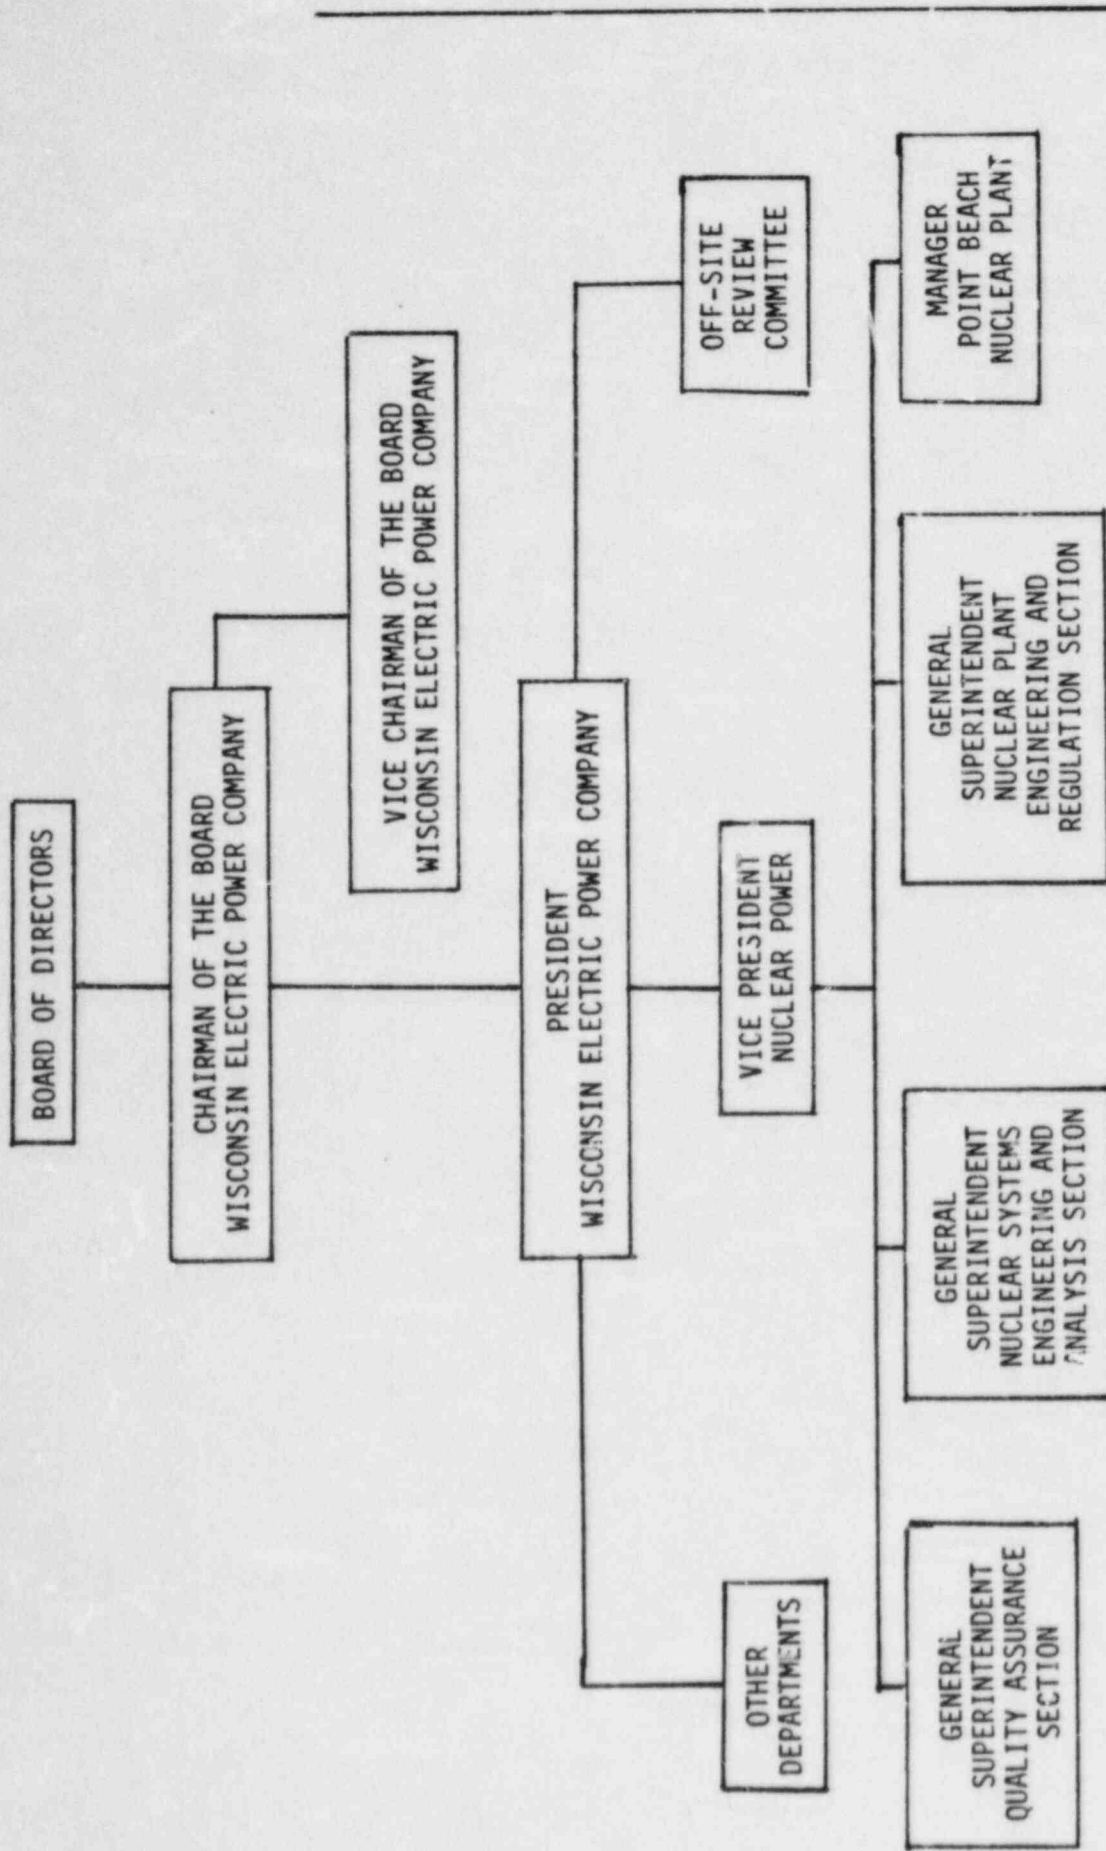 BOARD OF DIRECTORS
CHAIRMAN OF THE BOARD
WISCONSIN ELECTRIC POWER COMPANY
VICE CHAIRMAN OF THE BOARD
WISCONSIN ELECTRIC POWER COMPANY
PRESIDENT
WISCONSIN ELECTRIC POWER COMPANY
OTHER
DEPARTMENTS
VICE PRESIDENT
NUCLEAR POWER
OFF-SITE
REVIEW
COMMITTEE
GENERAL
SUPERINTENDENT
QUALITY ASSURANCE
SECTION
GENERAL
SUPERINTENDENT
NUCLEAR SYSTEMS
ENGINEERING AND
ANALYSIS SECTION
GENERAL
SUPERINTENDENT
NUCLEAR PLANT
ENGINEERING AND
REGULATION SECTION
MANAGER
POINT BEACH
NUCLEAR PLANT